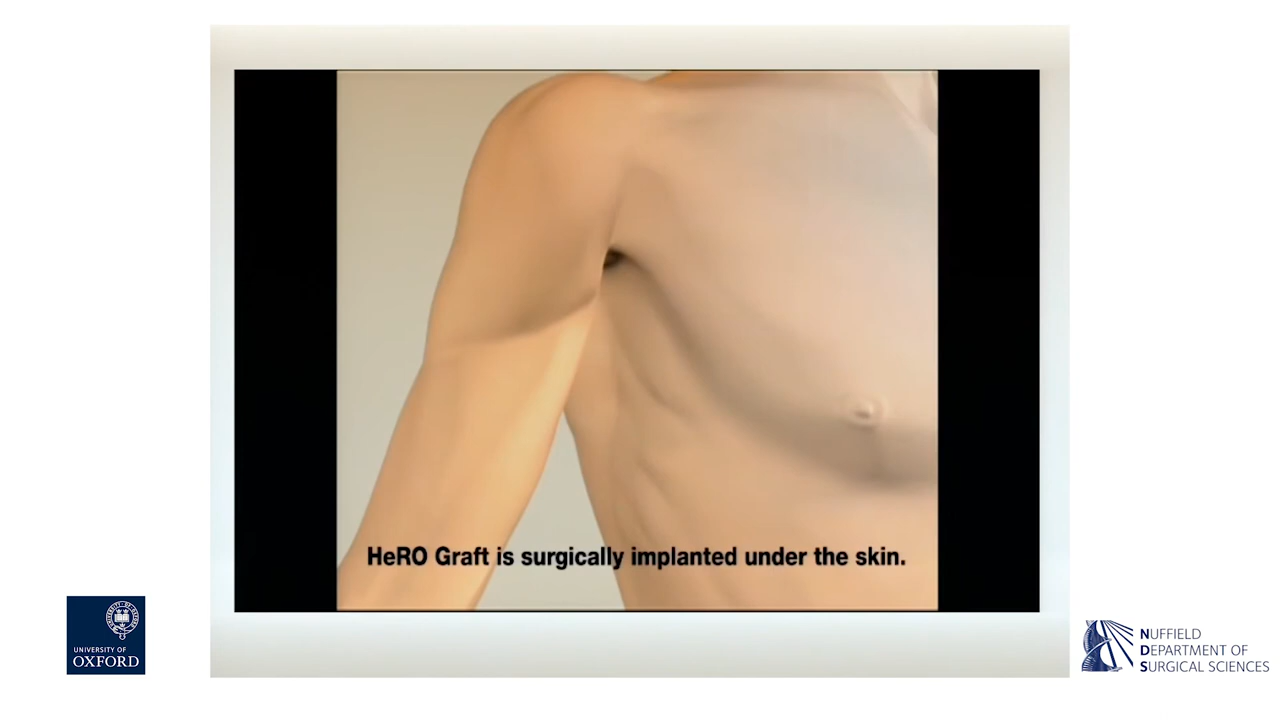 HeRO Graft is surgically implanted under the skin.
UNIVERSITY OF
OXFORD
NUFFIELD
DEPARTMENT OF
SURGICAL SCIENCES